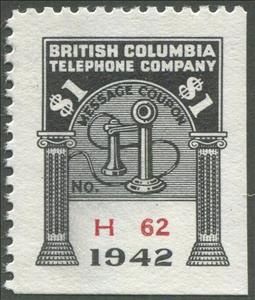 BRITISH COLUMBIA
TELEPHONE COMPANY
$1 $1
MESSAGE COUPON
No.
H 62
1942